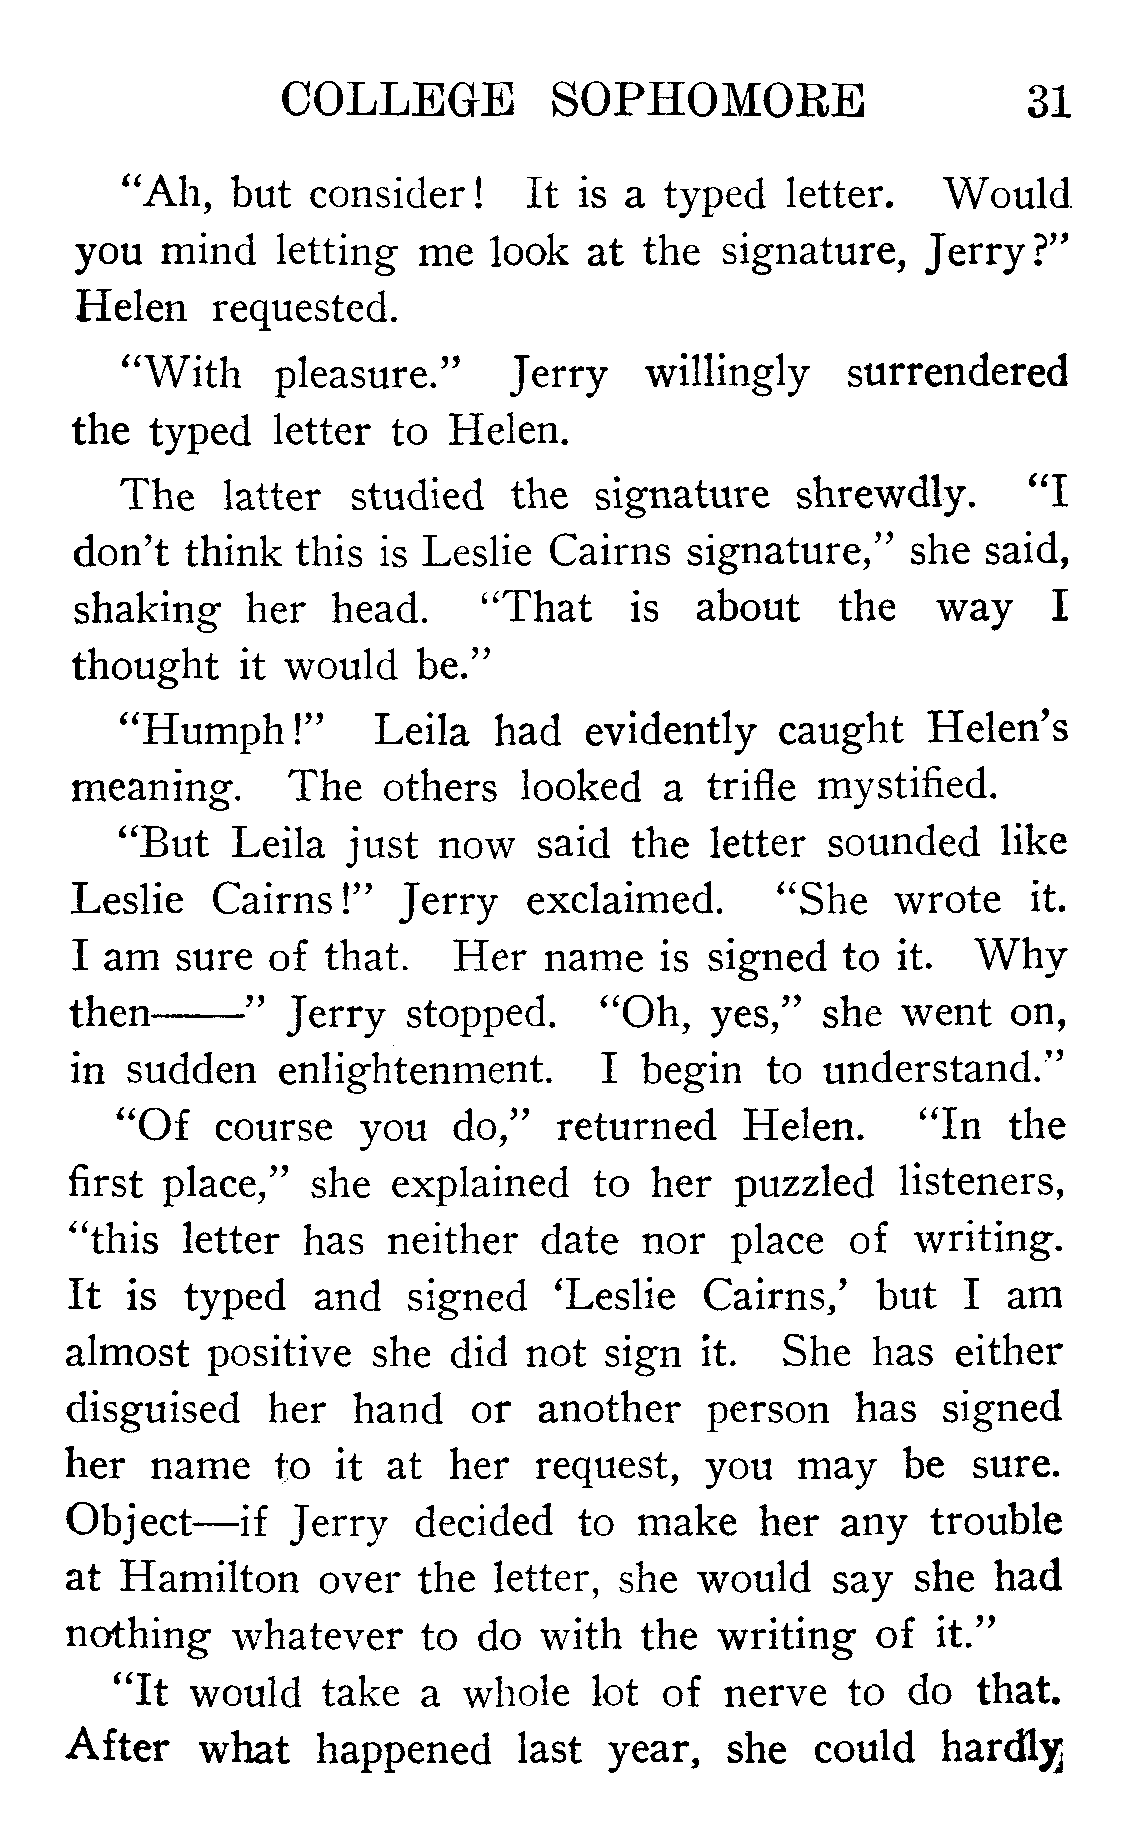 COLLEGE SOPHOMORE 31
“Ah, but consider! It is a typed letter. Would
you mind letting me look at the signature, Jerry?”
Helen requested.
“With pleasure.” Jerry willingly surrendered
the typed letter to Helen.
The latter studied the signature shrewdly. “I
don’t think this is Leslie Cairns signature,” she said,
shaking her head. “That is about the way I
thought it would be.”
“Humph!” Leila had evidently caught Helen’s
meaning. The others looked a trifle mystified.
“But Leila just now said the letter sounded like
Leslie Cairns!” Jerry exclaimed. “She wrote it.
I am sure of that. Her name is signed to it. Why
then——” Jerry stopped. “Oh, yes,” she went on,
in sudden enlightenment. I begin to understand.”
“Of course you do,” returned Helen. “In the
first place,” she explained to her puzzled listeners,
“this letter has neither date nor place of writing.
It is typed and signed ‘Leslie Cairns,’ but I am
almost positive she did not sign it. She has either
disguised her hand or another person has signed
her name to it at her request, you may be sure.
Object—if Jerry decided to make her any trouble
at Hamilton over the letter, she would say she had
nothing whatever to do with the writing of it.”
“It would take a whole lot of nerve to do that.
After what happened last year, she could hardly